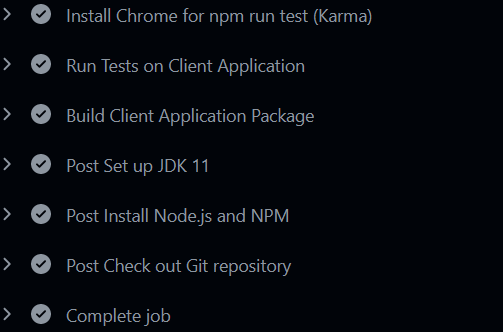 Install Chrome for npm run test (Karma)
Run Tests on Client Application
Build Client Application Package
Post Set up JDK 11
Post Install Node.js and NPM
Post Check out Git repository
Complete job